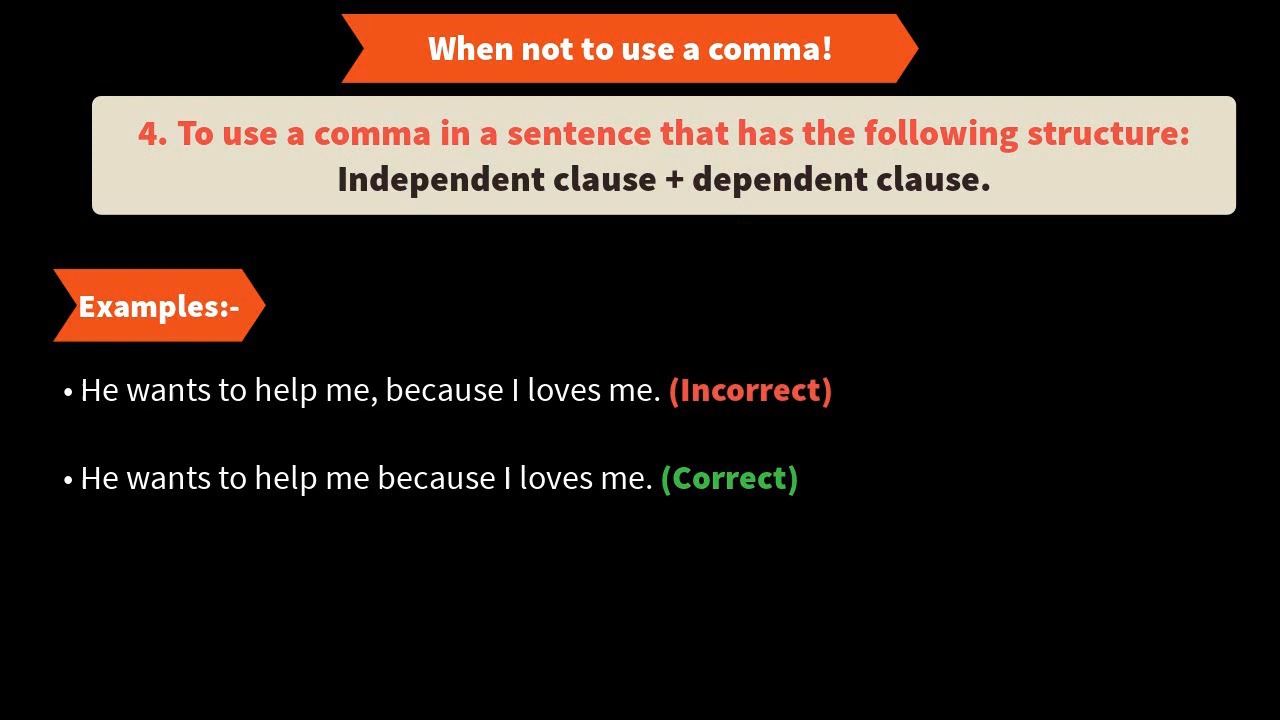 When not to use a comma!
4. To use a comma in a sentence that has the following structure:
Independent clause + dependent clause.
Examples:-
• He wants to help me, because I loves me. (Incorrect)
• He wants to help me because I loves me. (Correct)